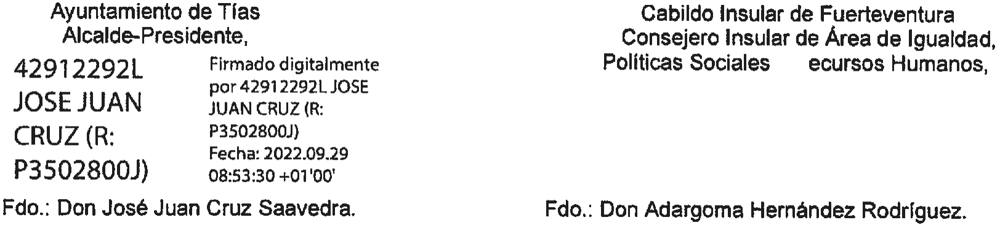 Ayuntamiento de Tías
Alcalde-Presidente,
42912292L
JOSE JUAN
CRUZ (R:
P3502800J)
Firmado digitalmente
por 42912292L JOSE
JUAN CRUZ (R:
P3502800J)
Fecha: 2022.09.29
08:53:30 +01'00'
Fdo.: Don José Juan Cruz Saavedra.
Cabildo Insular de Fuerteventura
Consejero Insular de Área de Igualdad,
Políticas Sociales ecursos Humanos,
Fdo.: Don Adargoma Hernández Rodríguez.